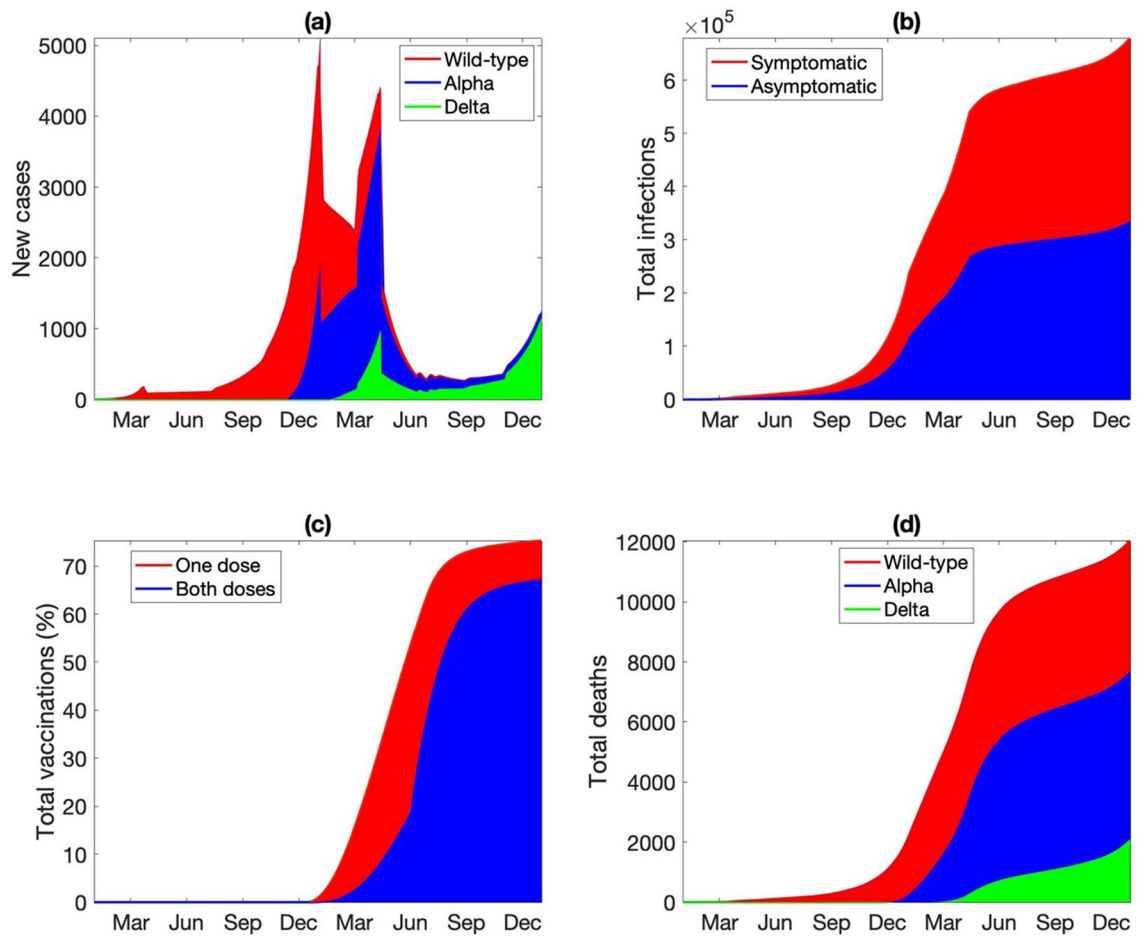 (a)
New cases
5000
4000
3000
2000
1000
0
Wild-type
Alpha
Delta
Mar Jun Sep Dec Mar Jun Sep Dec
(b)
×10⁵
Total infections
6
5
4
3
2
1
0
Symptomatic
Asymptomatic
Mar Jun Sep Dec Mar Jun Sep Dec
(c)
Total vaccinations (%)
70
60
50
40
30
20
10
0
One dose
Both doses
Mar Jun Sep Dec Mar Jun Sep Dec
(d)
Total deaths
12000
10000
8000
6000
4000
2000
0
Wild-type
Alpha
Delta
Mar Jun Sep Dec Mar Jun Sep Dec